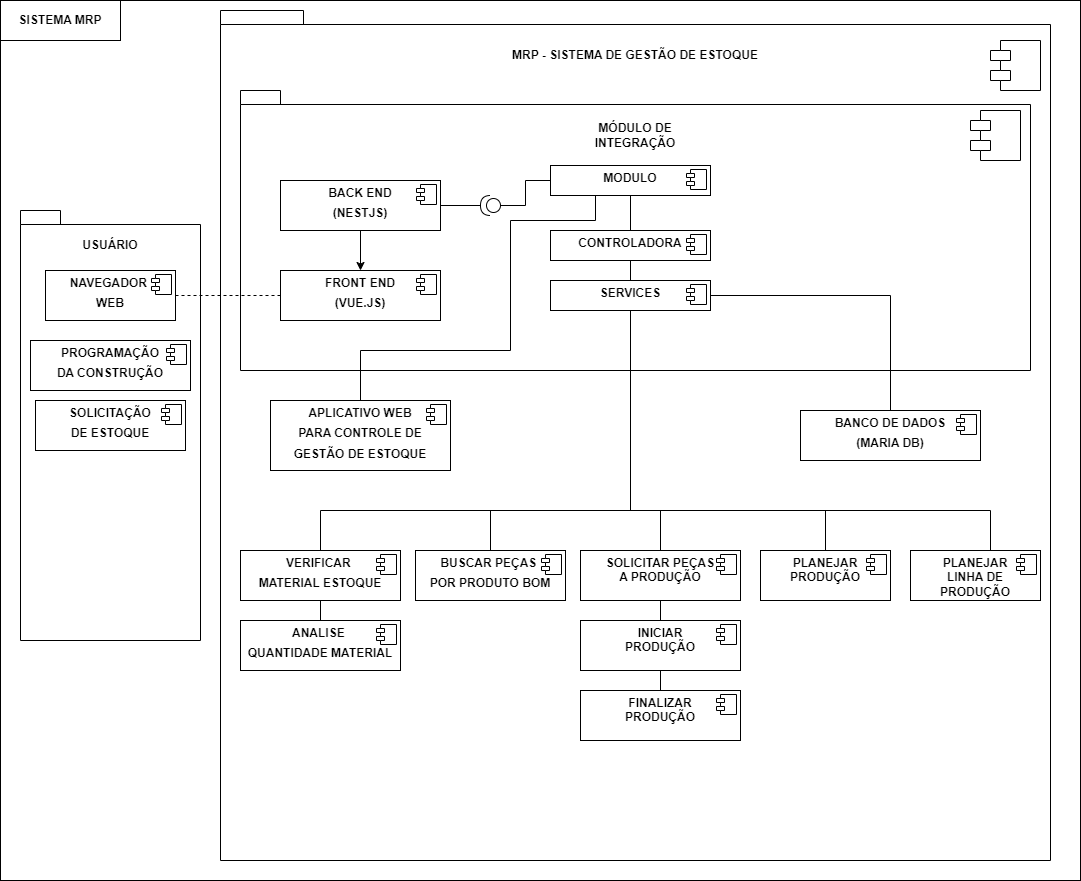 SISTEMA MRP
MRP - SISTEMA DE GESTÃO DE ESTOQUE
MÓDULO DE
INTEGRAÇÃO
MODULO
BACK END
(NESTJS)
CONTROLADORA
FRONT END
(VUE.JS)
SERVICES
USUÁRIO
NAVEGADOR
WEB
PROGRAMAÇÃO
DA CONSTRUÇÃO
SOLICITAÇÃO
DE ESTOQUE
APLICATIVO WEB
PARA CONTROLE DE
GESTÃO DE ESTOQUE
BANCO DE DADOS
(MARIA DB)
VERIFICAR
MATERIAL ESTOQUE
BUSCAR PEÇAS
POR PRODUTO BOM
SOLICITAR PEÇAS
A PRODUÇÃO
PLANEJAR
PRODUÇÃO
PLANEJAR
LINHA DE
PRODUÇÃO
ANALISE
QUANTIDADE MATERIAL
INICIAR
PRODUÇÃO
FINALIZAR
PRODUÇÃO